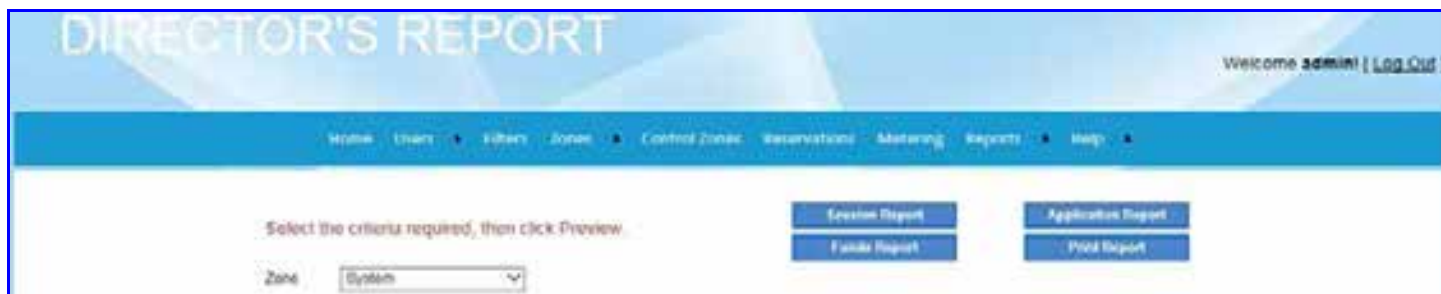 DIRECTOR'S REPORT
Welcome admin! [ Log Out
Home Users Filters Zones Control Zones Reservations Metering Reports Help
Session Report Application Report
Select the criteria required, then click Preview.
Funds Report Print Report
Zone System